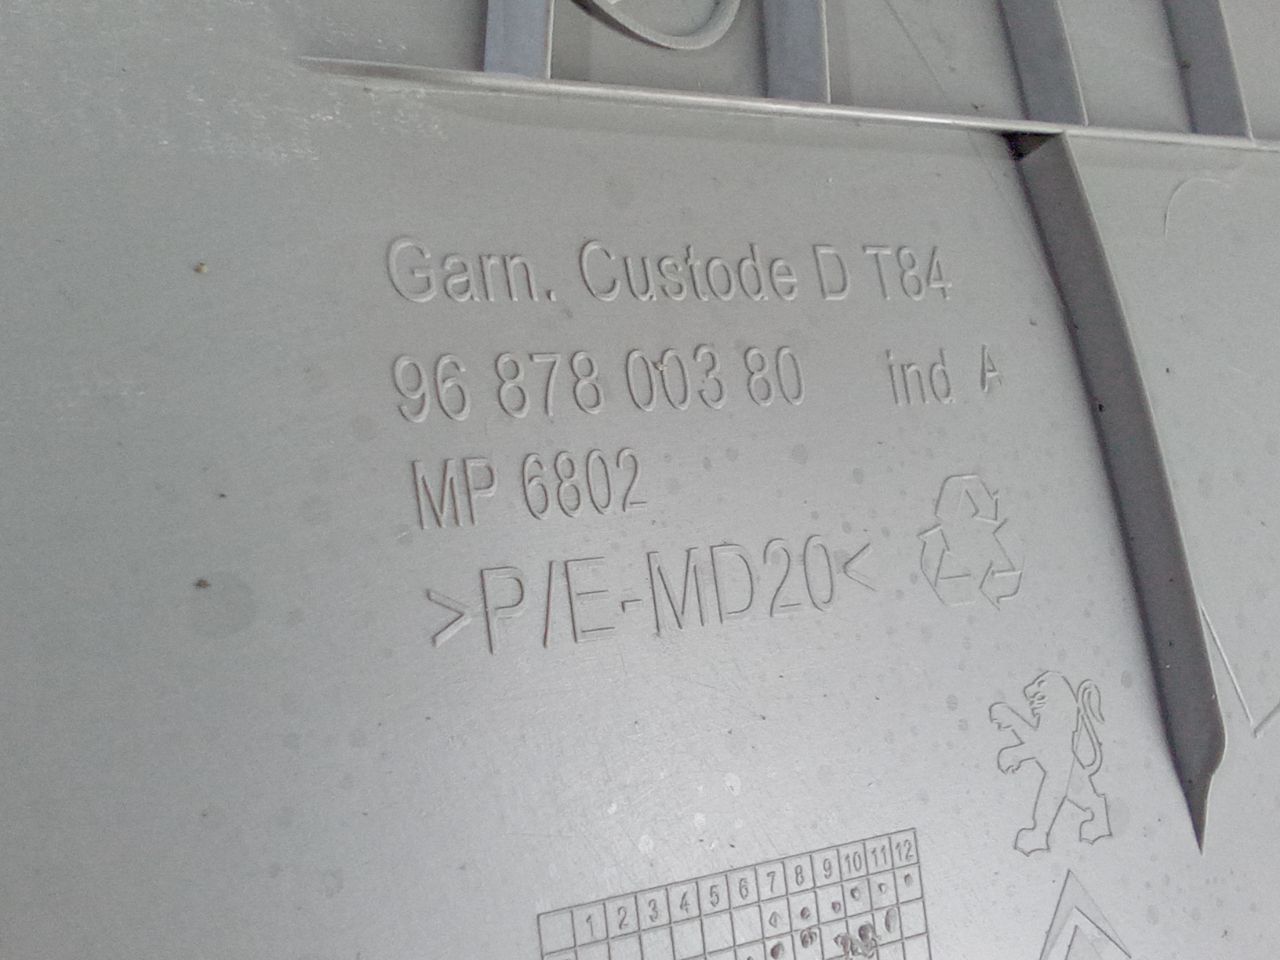 Garn. Custode D T84
96 878 003 80 ind A
MP 6802
>P/E-MD20<
1 2 3 4 5 6 7 8 9 10 11 12